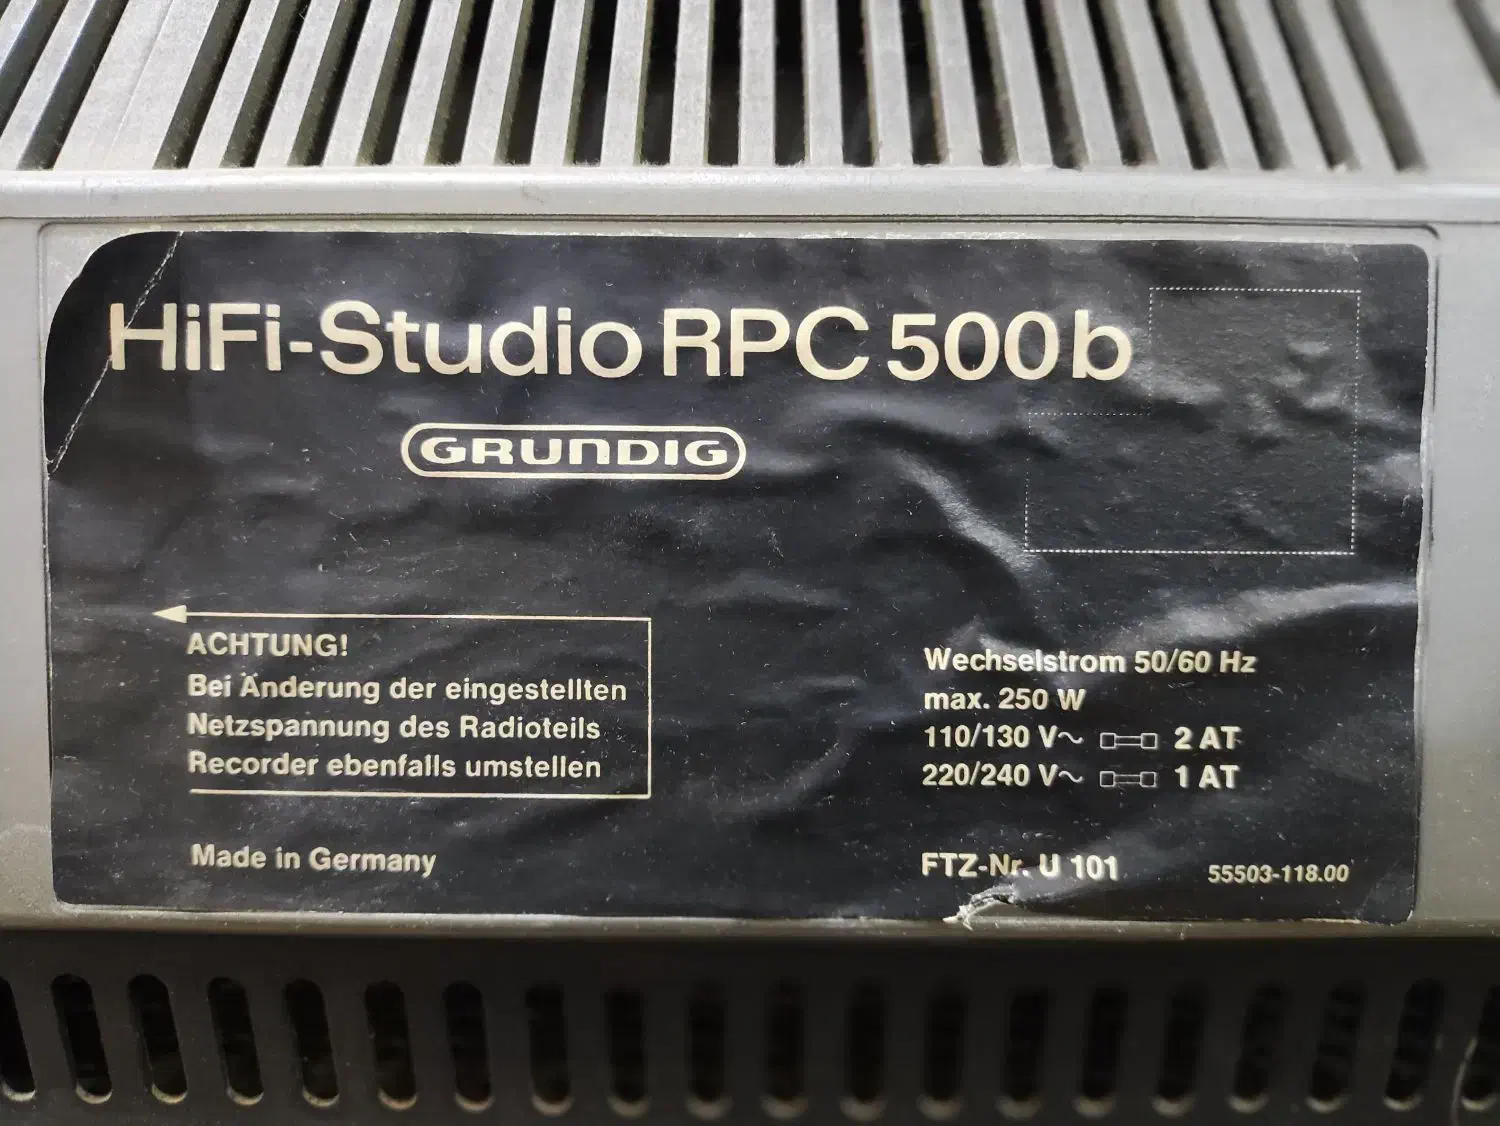 HiFi-Studio RPC 500b
GRUNDIG
ACHTUNG!
Bei Änderung der eingestellten
Netzspannung des Radioteils
Recorder ebenfalls umstellen
Made in Germany
Wechselstrom 50/60 Hz
max. 250 W
110/130 V~ 2 AT
220/240 V~ 1 AT
FTZ-Nr. U 101
55503-118.00